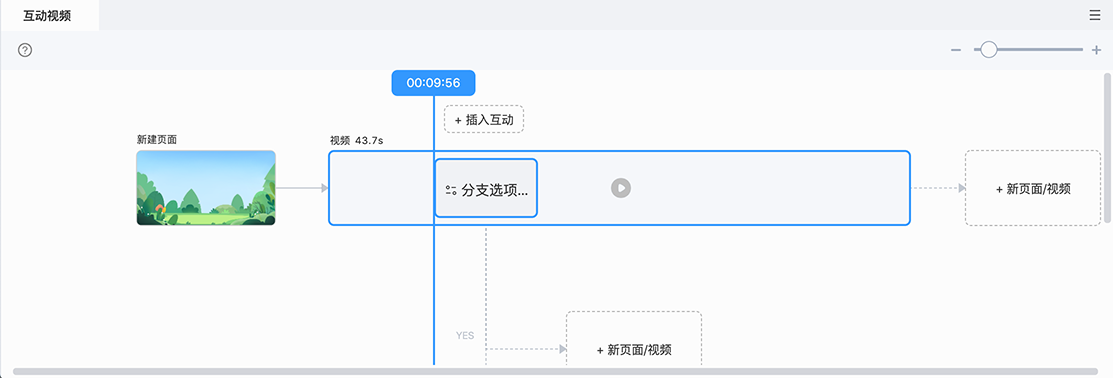 互动视频
00:09:56
+ 插入互动
新建页面
视频 43.7s
分支选项...
+ 新页面/视频
YES
+ 新页面/视频